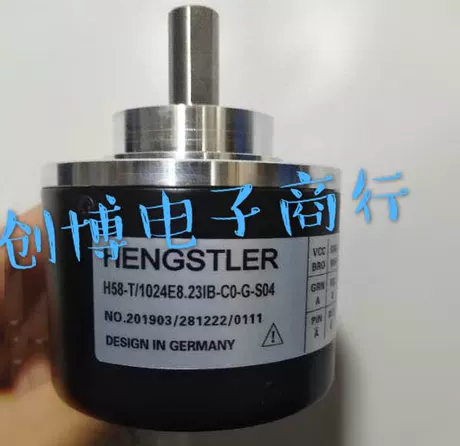 创博电子商行
HENGSTLER
H58-T/1024E8.23IB-C0-G-S04
NO.201903/281222/0111
DESIGN IN GERMANY
VCC
BRO
GRN
A
PIN